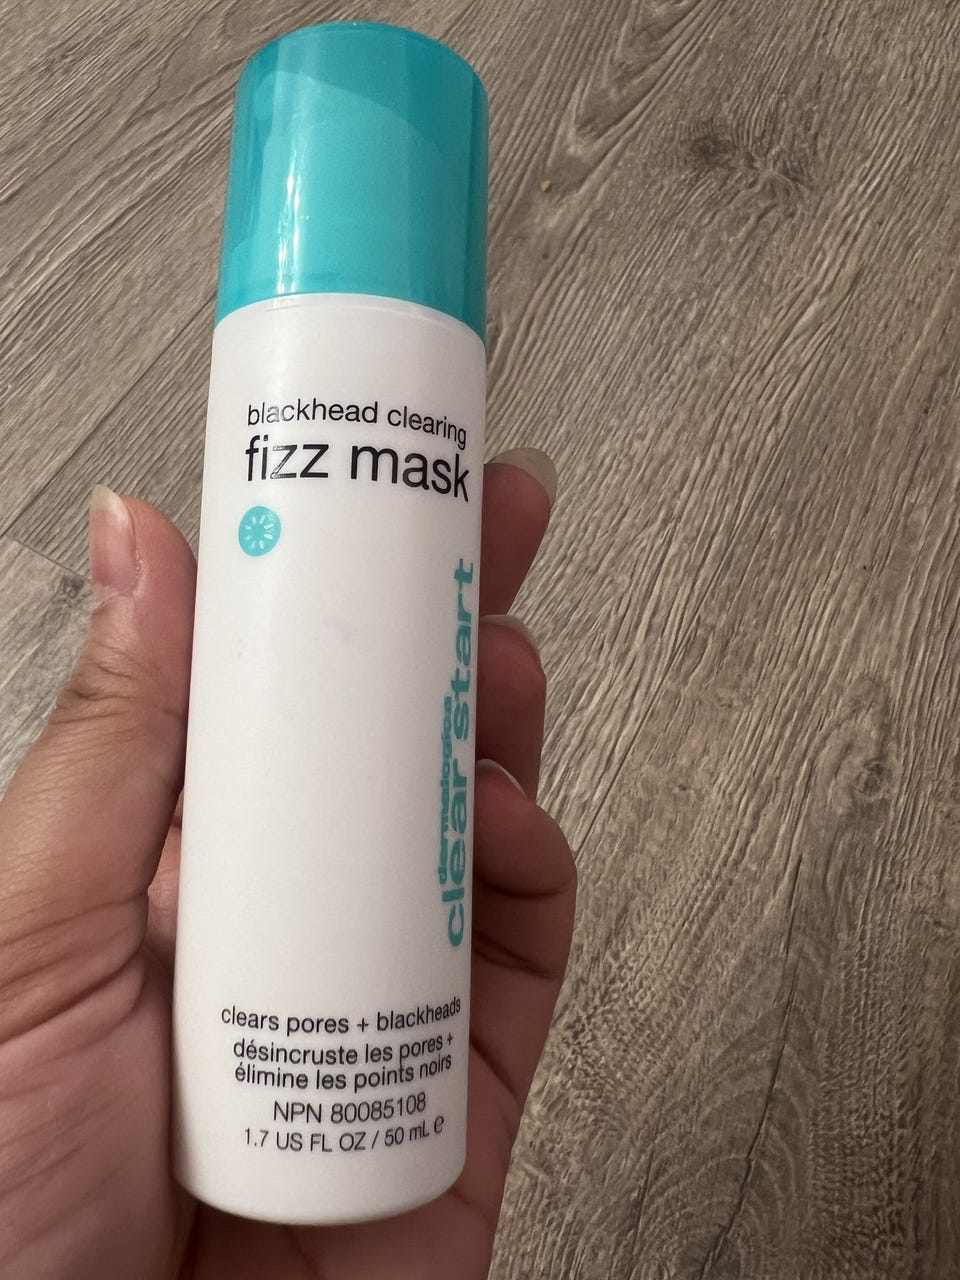 blackhead clearing
fizz mask
dermalogica
clear start
clears pores + blackheads
désincruste les pores +
élimine les points noirs
NPN 80085108
1.7 US FL OZ / 50 mL ℮